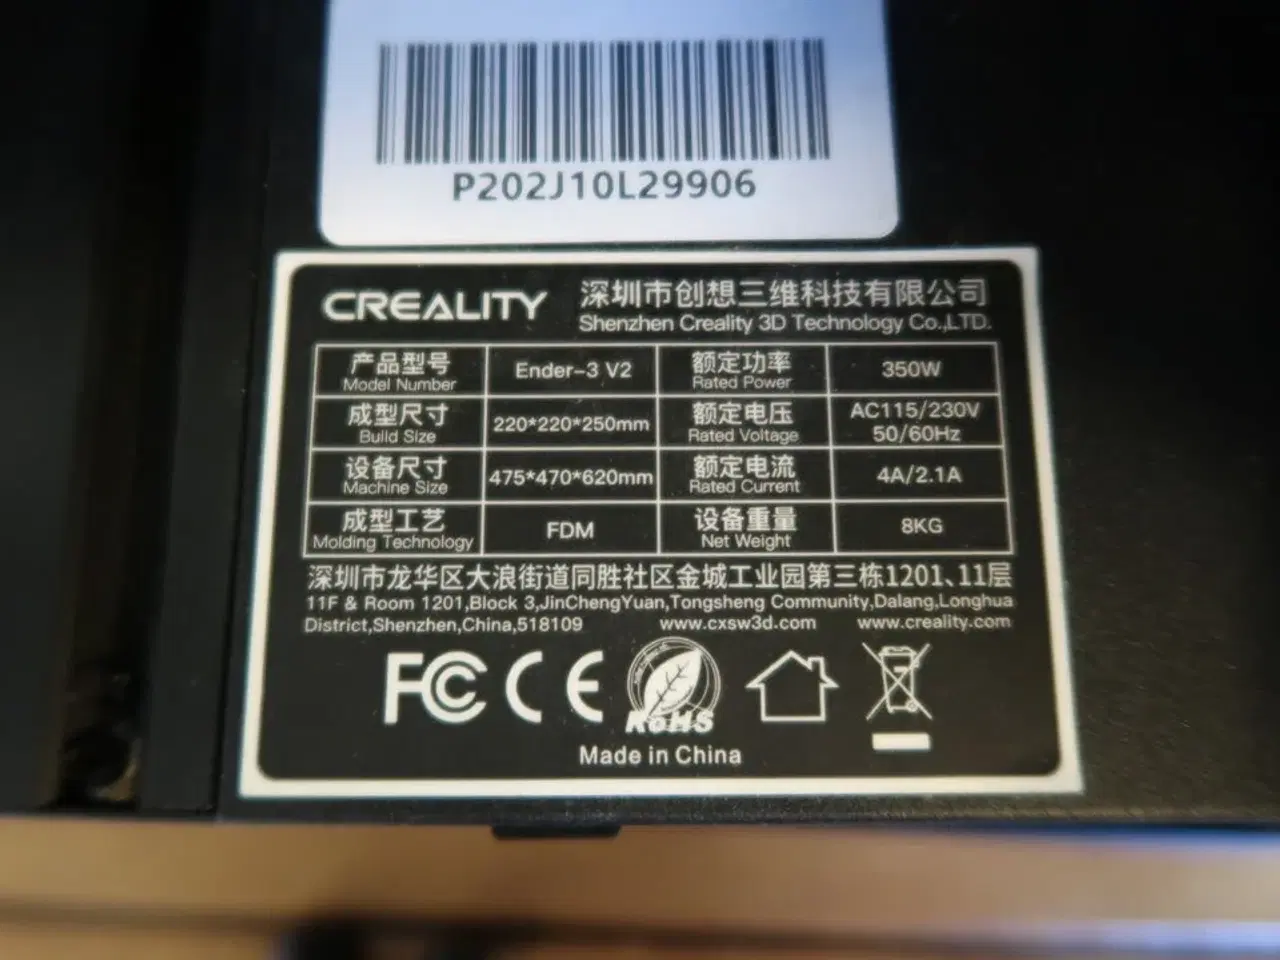 P202J10L29906
CREALITY 深圳市创想三维科技有限公司
Shenzhen Creality 3D Technology Co.,LTD.
产品型号 Ender-3 V2 额定功率 350W
Model Number Rated Power
成型尺寸 220*220*250mm 额定电压 AC115/230V
Build Size Rated Voltage 50/60Hz
设备尺寸 475*470*620mm 额定电流 4A/2.1A
Machine Size Rated Current
成型工艺 FDM 设备重量 8KG
Molding Technology Net Weight
深圳市龙华区大浪街道同胜社区金城工业园第三栋1201、11层
11F & Room 1201,Block 3,JinChengYuan,Tongsheng Community,Dalang,Longhua
District,Shenzhen,China,518109 www.cxsw3d.com www.creality.com
FC CE RoHS
Made in China